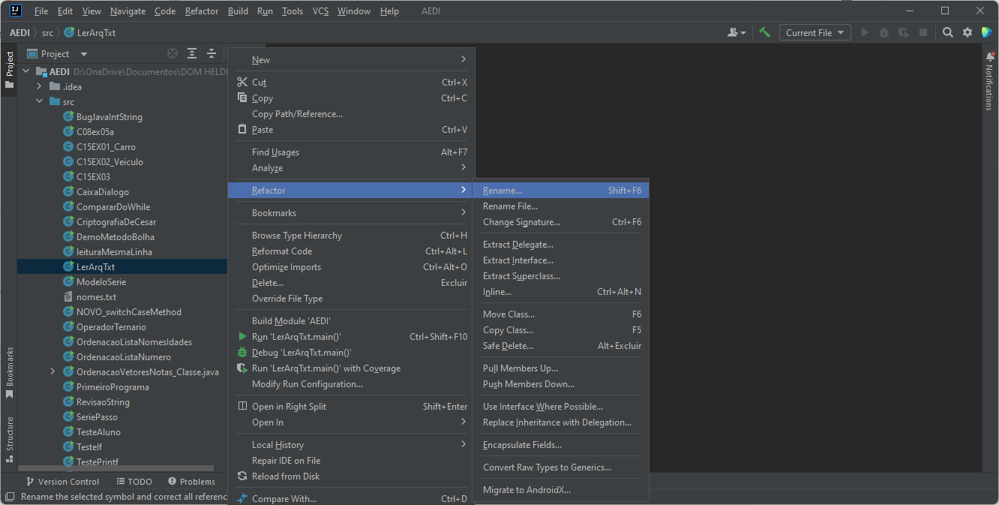 File Edit View Navigate Code Refactor Build Run Tools VCS Window Help AEDI
AEDI src LerArqTxt Current File
Project
Project
AEDI D:\OneDrive\Documentos\DOM HELD
.idea
src
BugJavaIntString
C08ex05a
C15EX01_Carro
C15EX02_Veiculo
C15EX03
CaixaDialogo
CompararDoWhile
CriptografiaDeCesar
DemoMetodoBolha
leituraMesmaLinha
LerArqTxt
ModeloSerie
nomes.txt
NOVO_switchCaseMethod
OperadorTernario
OrdenacaoListaNomesIdades
OrdenacaoListaNumero
OrdenacaoVetoresNotas_Classe.java
PrimeiroPrograma
RevisaoString
SeriePasso
TesteAluno
TesteIf
TestePrintf
Bookmarks
Structure
New
Cut Ctrl+X
Copy Ctrl+C
Copy Path/Reference...
Paste Ctrl+V
Find Usages Alt+F7
Analyze
Refactor
Bookmarks
Browse Type Hierarchy Ctrl+H
Reformat Code Ctrl+Alt+L
Optimize Imports Ctrl+Alt+O
Delete... Excluir
Override File Type
Build Module 'AEDI'
Run 'LerArqTxt.main()' Ctrl+Shift+F10
Debug 'LerArqTxt.main()'
Run 'LerArqTxt.main()' with Coverage
Modify Run Configuration...
Open in Right Split Shift+Enter
Open In
Local History
Repair IDE on File
Reload from Disk
Compare With... Ctrl+D
Rename... Shift+F6
Rename File...
Change Signature... Ctrl+F6
Extract Delegate...
Extract Interface...
Extract Superclass...
Inline... Ctrl+Alt+N
Move Class... F6
Copy Class... F5
Safe Delete... Alt+Excluir
Pull Members Up...
Push Members Down...
Use Interface Where Possible...
Replace Inheritance with Delegation...
Encapsulate Fields...
Convert Raw Types to Generics...
Migrate to AndroidX...
Notifications
Version Control TODO Problems
Rename the selected symbol and correct all referenc